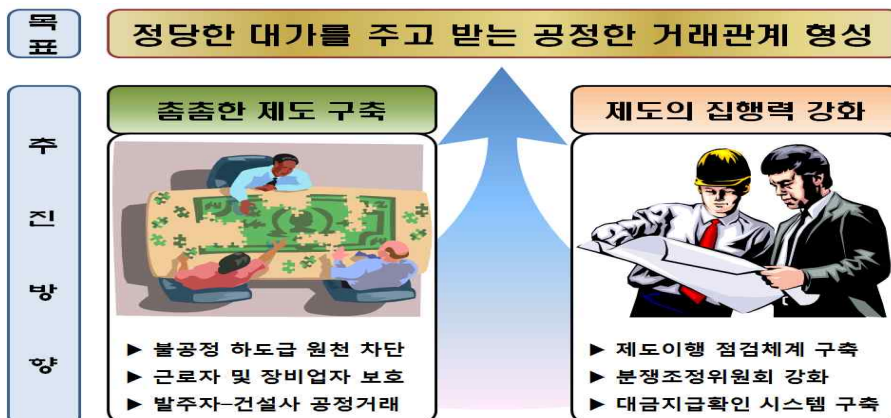 목표
정당한 대가를 주고 받는 공정한 거래관계 형성
추진방향
촘촘한 제도 구축
▶ 불공정 하도급 원천 차단
▶ 근로자 및 장비업자 보호
▶ 발주자-건설사 공정거래
제도의 집행력 강화
▶ 제도이행 점검체계 구축
▶ 분쟁조정위원회 강화
▶ 대금지급확인 시스템 구축